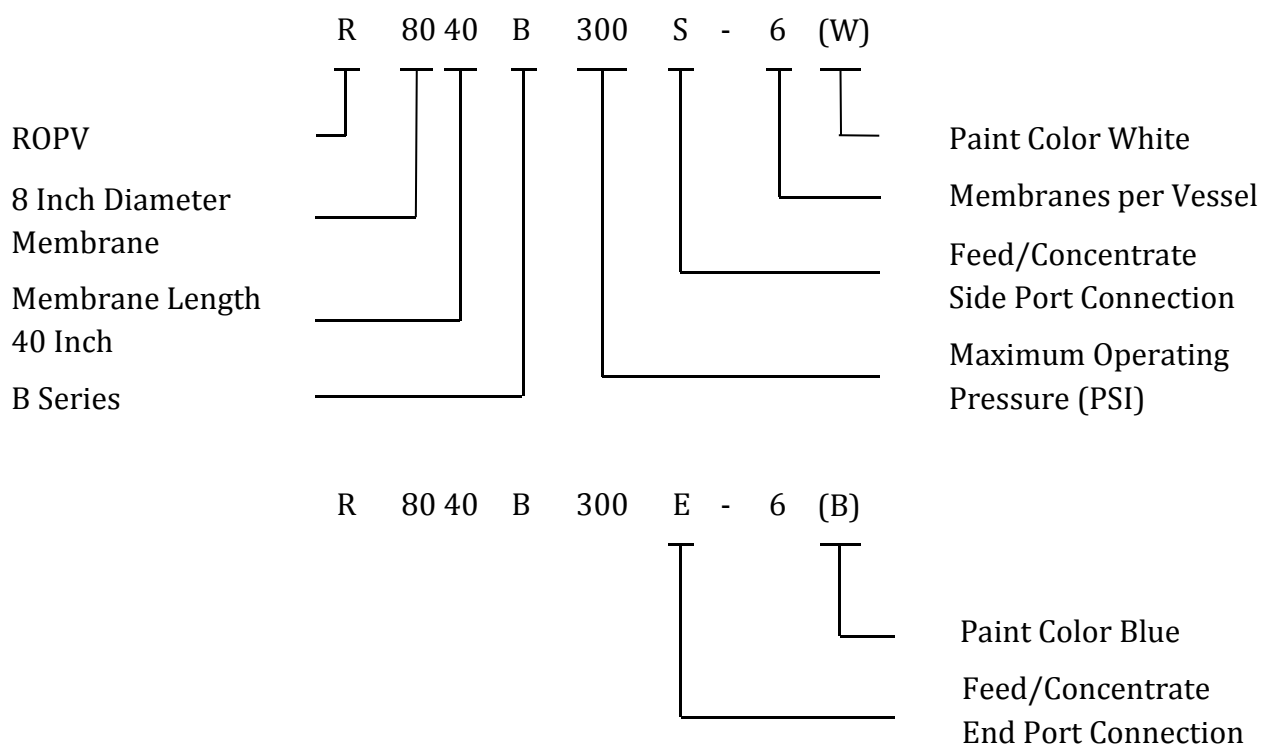 R 80 40 B 300 S - 6 (W)
ROPV
8 Inch Diameter
Membrane
Membrane Length
40 Inch
B Series
Paint Color White
Membranes per Vessel
Feed/Concentrate
Side Port Connection
Maximum Operating
Pressure (PSI)
R 80 40 B 300 E - 6 (B)
Paint Color Blue
Feed/Concentrate
End Port Connection